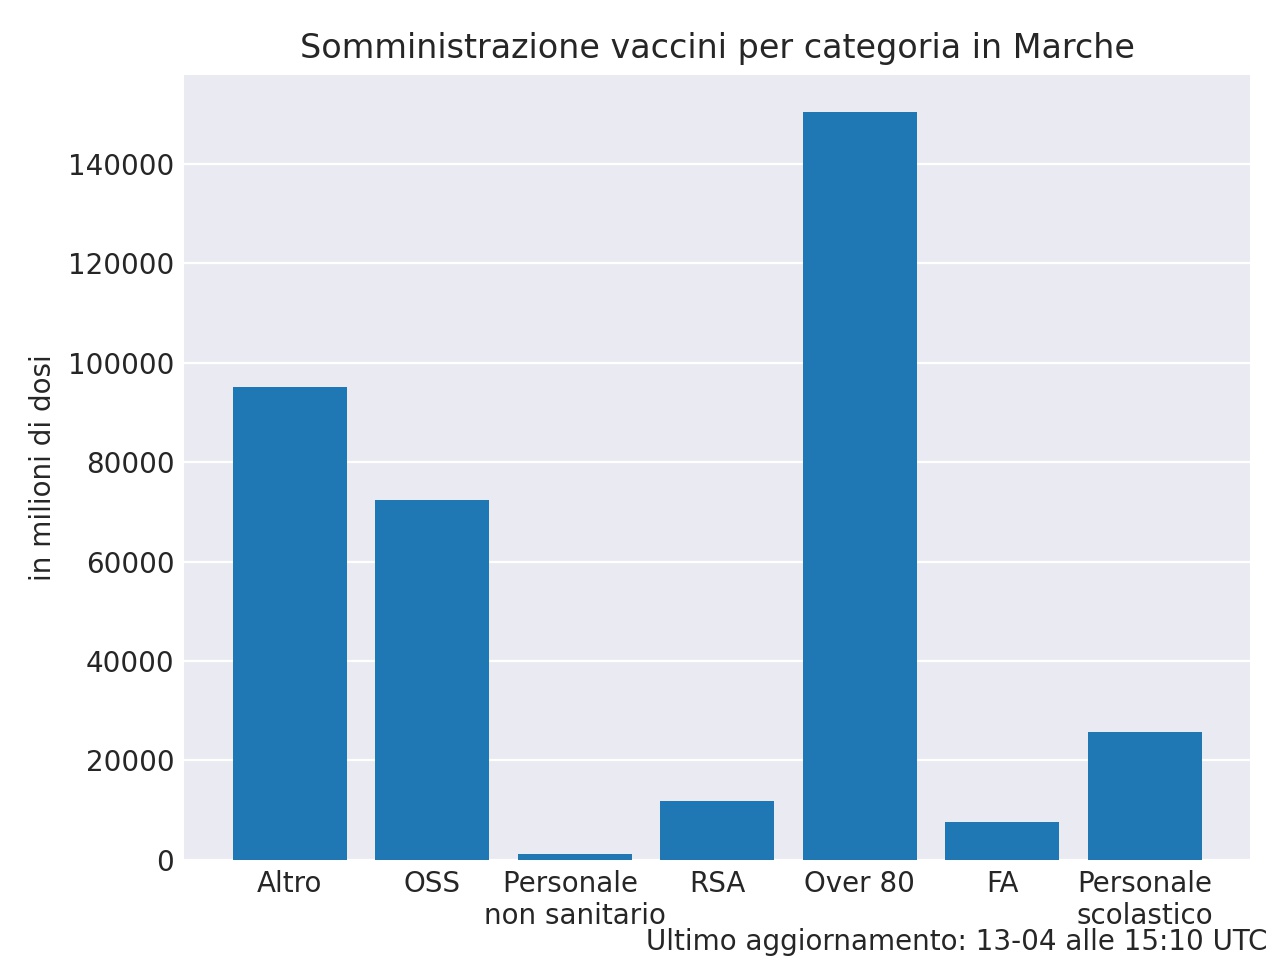 Somministrazione vaccini per categoria in Marche
in milioni di dosi
140000
120000
100000
80000
60000
40000
20000
0
Altro
OSS
Personale
non sanitario
RSA
Over 80
FA
Personale
scolastico
Ultimo aggiornamento: 13-04 alle 15:10 UTC